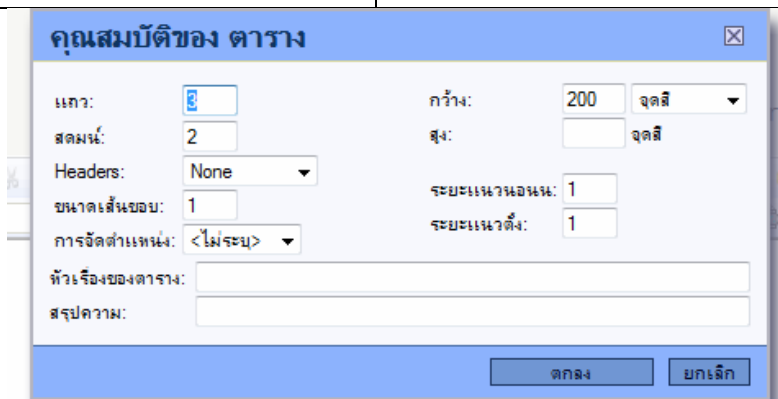 คุณสมบัติของ ตาราง
แถว: 3 กว้าง: 200 จุดสี
สดมน์: 2 สูง: จุดสี
Headers: None
ขนาดเส้นขอบ: 1 ระยะแนวนอนน: 1
การจัดตำแหน่ง: <ไม่ระบุ> ระยะแนวตั้ง: 1
หัวเรื่องของตาราง:
สรุปความ:
ตกลง ยกเลิก